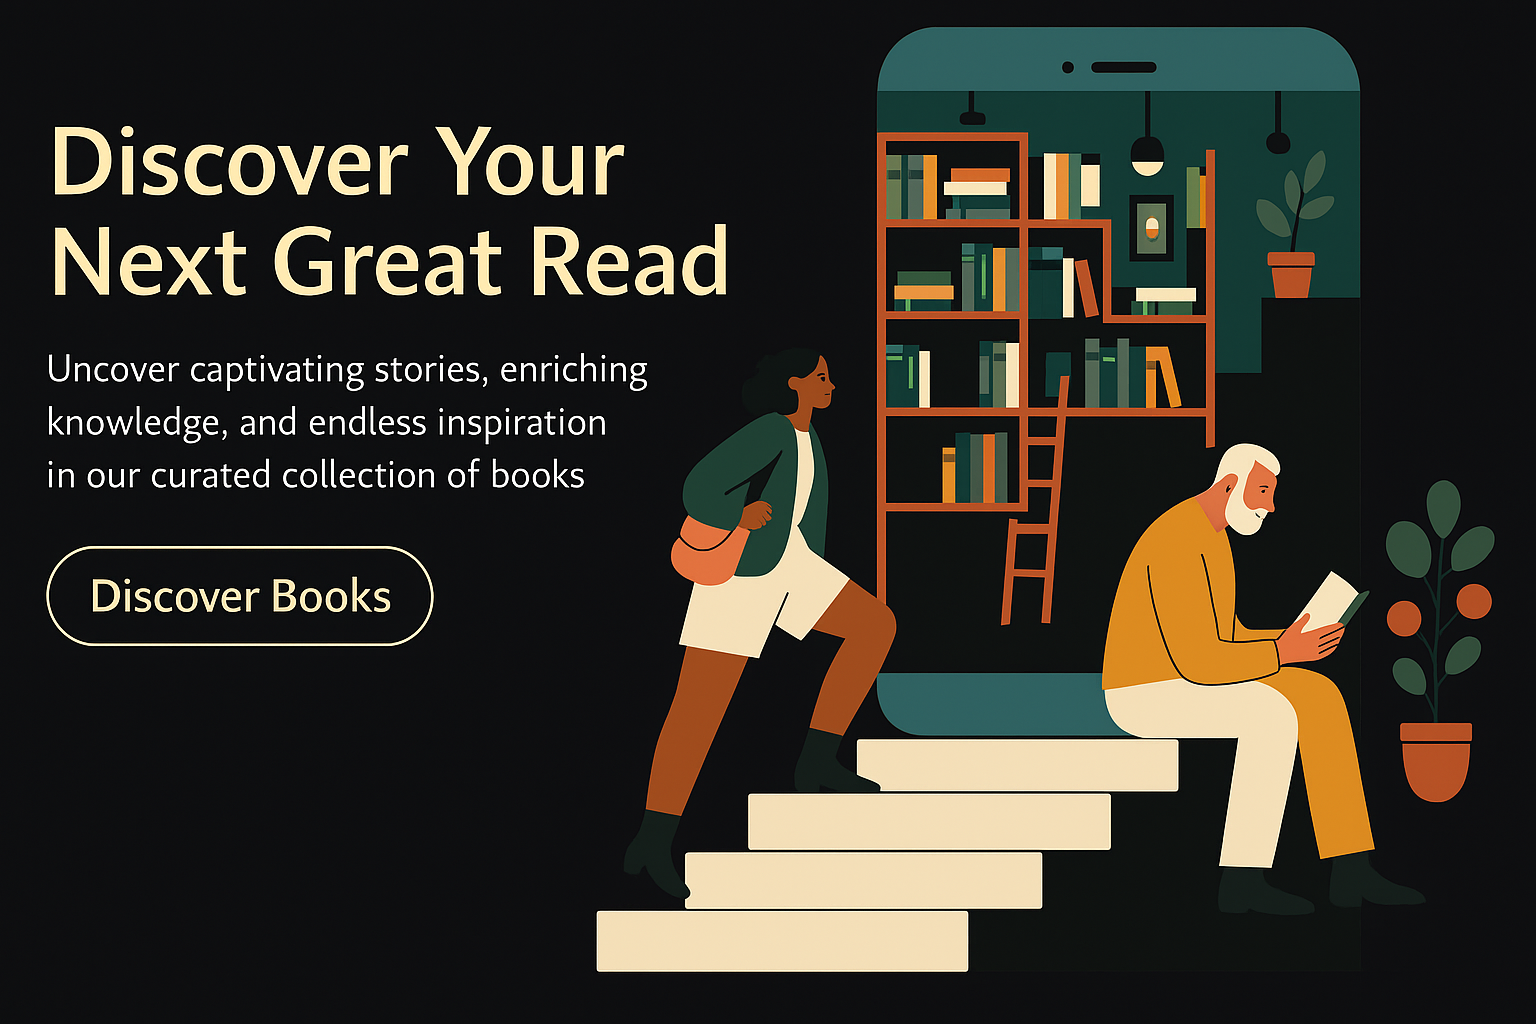 Discover Your
Next Great Read
Uncover captivating stories, enriching
knowledge, and endless inspiration
in our curated collection of books
Discover Books